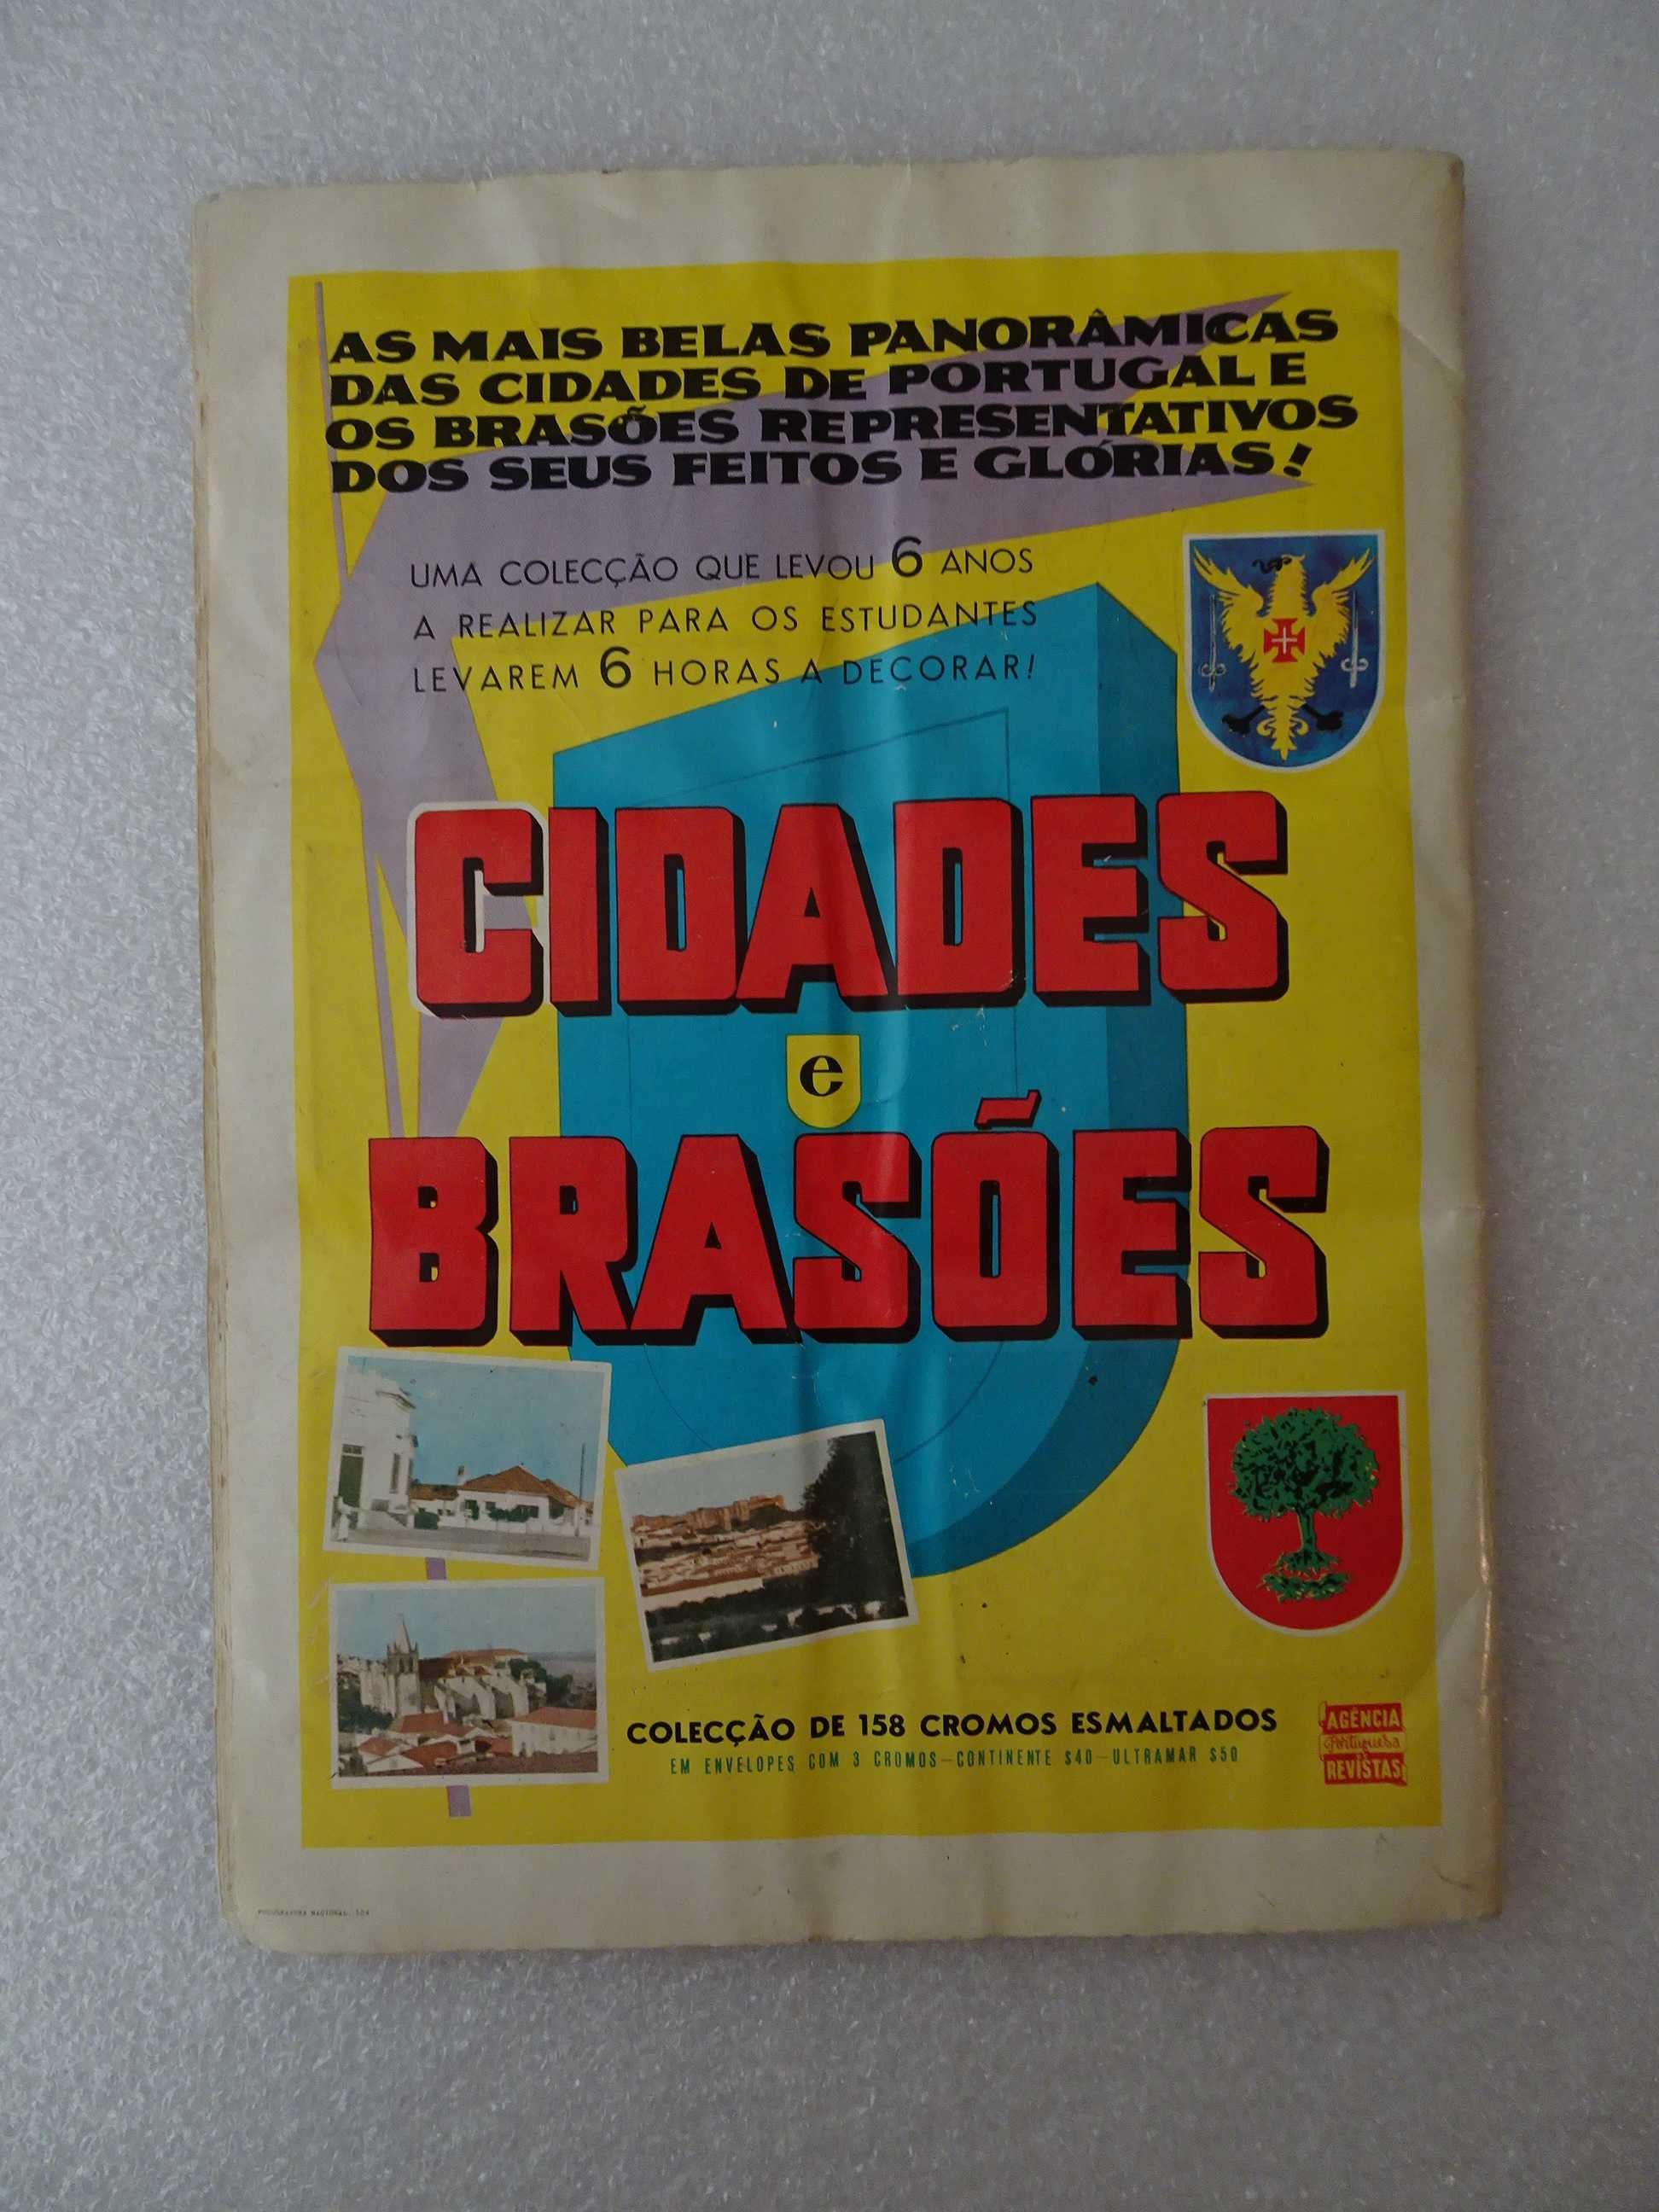 AS MAIS BELAS PANORÂMICAS
DAS CIDADES DE PORTUGAL E
OS BRASÕES REPRESENTATIVOS
DOS SEUS FEITOS E GLÓRIAS!
UMA COLECÇÃO QUE LEVOU 6 ANOS
A REALIZAR PARA OS ESTUDANTES
LEVAREM 6 HORAS A DECORAR!
CIDADES
e
BRASÕES
COLECÇÃO DE 158 CROMOS ESMALTADOS
EM ENVELOPES COM 3 CROMOS–CONTINENTE $40–ULTRAMAR $50
AGÊNCIA
Portuguesa
REVISTAS